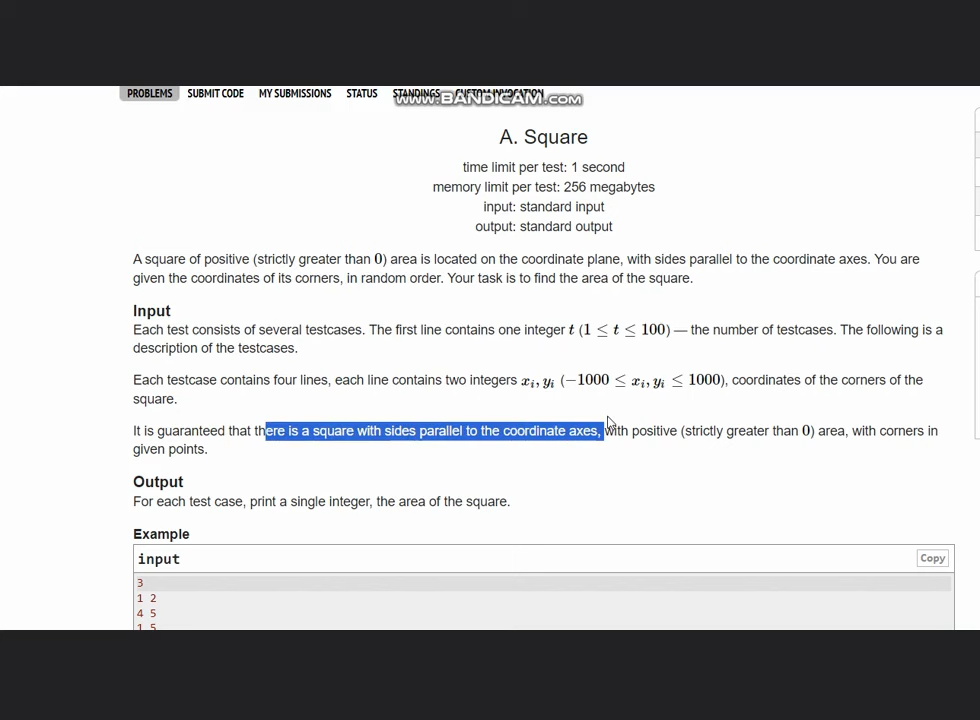 PROBLEMS SUBMIT CODE MY SUBMISSIONS STATUS STANDINGS CUSTOM INVOCATION
WWW.BANDICAM.COM
A. Square
time limit per test: 1 second
memory limit per test: 256 megabytes
input: standard input
output: standard output
A square of positive (strictly greater than 0) area is located on the coordinate plane, with sides parallel to the coordinate axes. You are
given the coordinates of its corners, in random order. Your task is to find the area of the square.
Input
Each test consists of several testcases. The first line contains one integer t (1 ≤ t ≤ 100) — the number of testcases. The following is a
description of the testcases.
Each testcase contains four lines, each line contains two integers xᵢ, yᵢ (−1000 ≤ xᵢ, yᵢ ≤ 1000), coordinates of the corners of the
square.
It is guaranteed that there is a square with sides parallel to the coordinate axes, with positive (strictly greater than 0) area, with corners in
given points.
Output
For each test case, print a single integer, the area of the square.
Example
input Copy
3
1 2
4 5
1 5